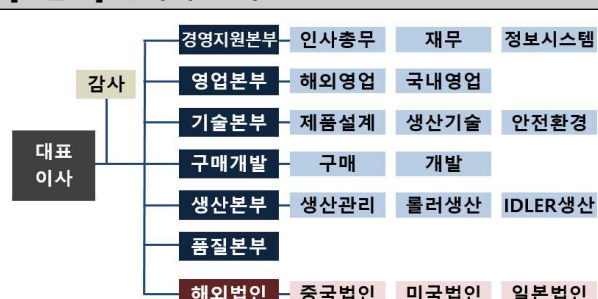 경영지원본부 인사총무 재무 정보시스템
감사
영업본부 해외영업 국내영업
기술본부 제품설계 생산기술 안전환경
대표
이사
구매개발 구매 개발
생산본부 생산관리 롤러생산 IDLER생산
품질본부
해외법인 중국법인 미국법인 일본법인